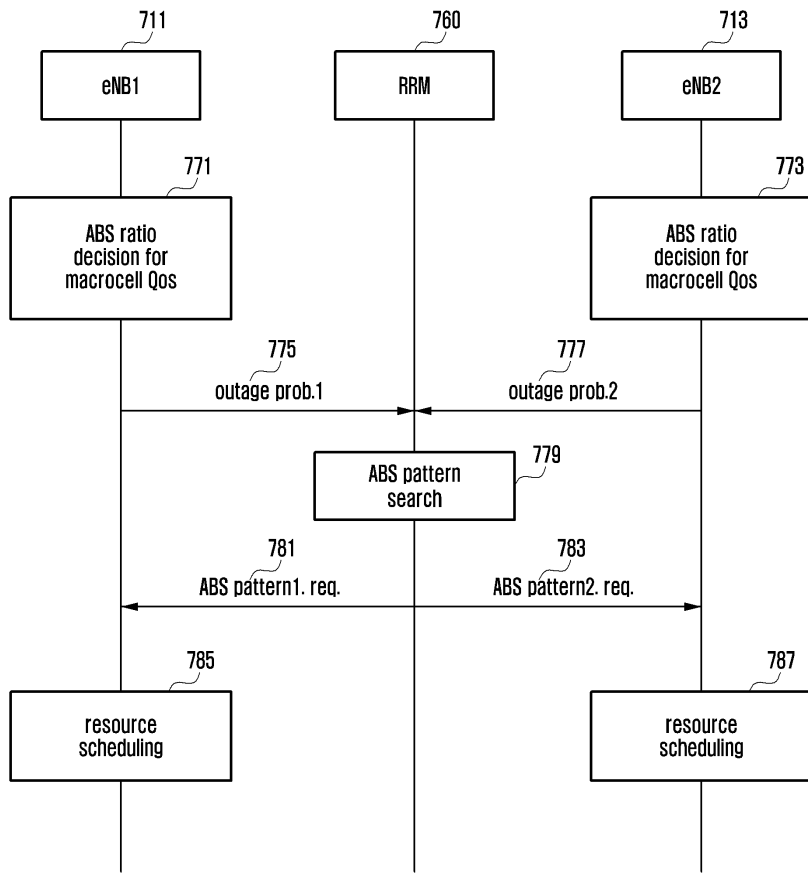 711
760
713
eNB1
RRM
eNB2
771
773
ABS ratio
decision for
macrocell Qos
ABS ratio
decision for
macrocell Qos
775
777
outage prob.1
outage prob.2
779
ABS pattern
search
781
783
ABS pattern1. req.
ABS pattern2. req.
785
787
resource
scheduling
resource
scheduling